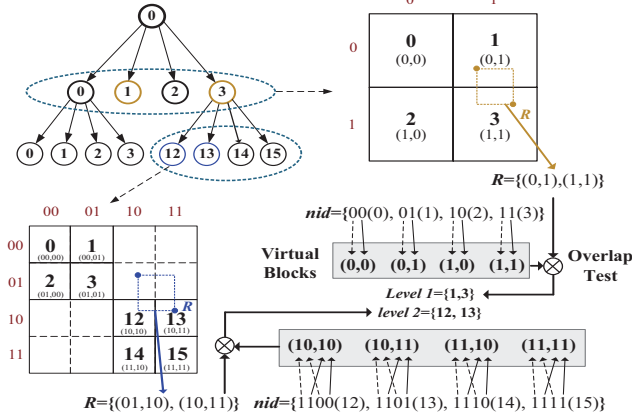 0
0 1 2 3
0 1 2 3 12 13 14 15
0 1
0 0 1
(0,0) (0,1)
R
1 2 3
(1,0) (1,1)
R={(0,1),(1,1)}
nid={00(0), 01(1), 10(2), 11(3)}
Virtual Blocks (0,0) (0,1) (1,0) (1,1) Overlap Test
Level 1={1,3}
level 2={12, 13}
00 01 10 11
00 0 1
(00,00) (00,01)
01 2 3
(01,00) (01,01)
R
10 12 13
(10,10) (10,11)
11 14 15
(11,10) (11,11)
(10,10) (10,11) (11,10) (11,11)
R={(01,10), (10,11)} nid={1100(12), 1101(13), 1110(14), 1111(15)}